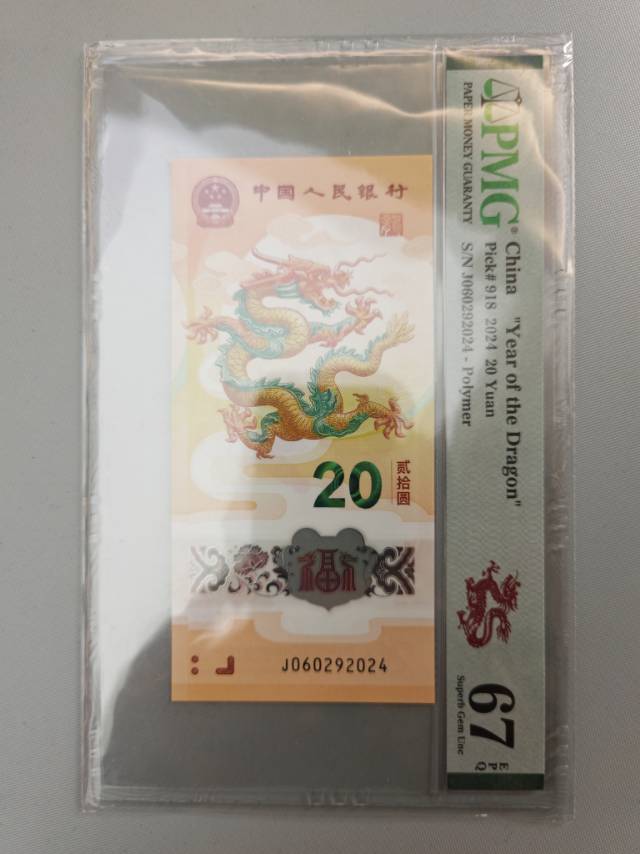 中国人民银行
20
贰拾圆
福
J060292024
PMG®
PAPER MONEY GUARANTY
China "Year of the Dragon"
Pick# 918 2024 20 Yuan
S/N J060292024 - Polymer
67
EPQ
Superb Gem Unc